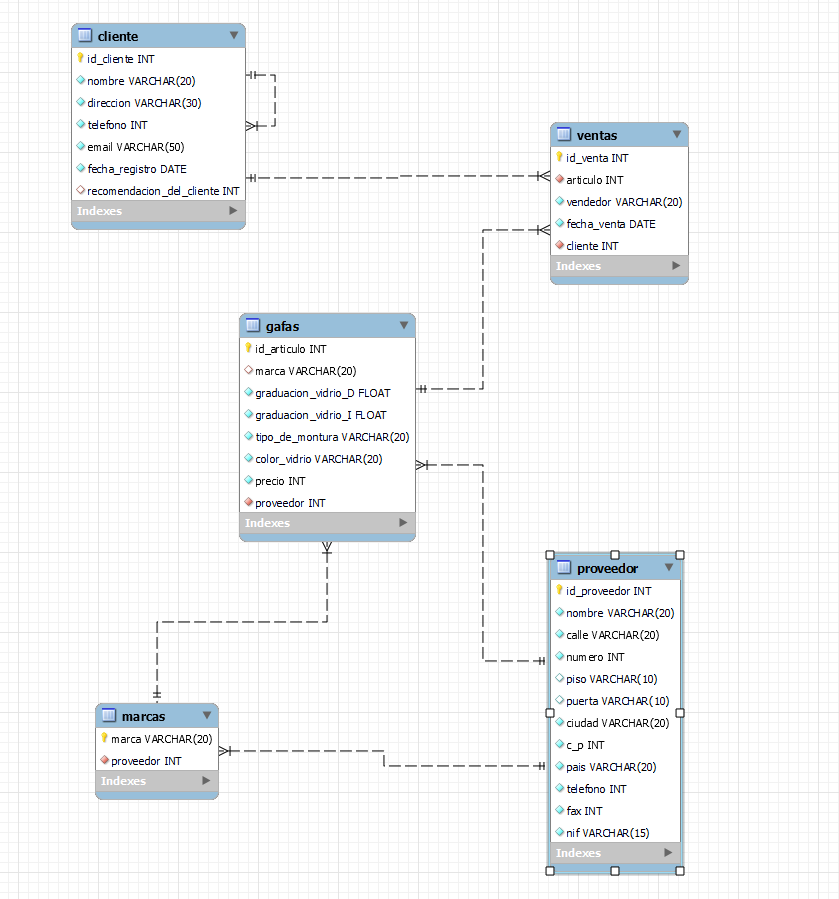 cliente
id_cliente INT
nombre VARCHAR(20)
direccion VARCHAR(30)
telefono INT
email VARCHAR(50)
fecha_registro DATE
recomendacion_del_cliente INT
Indexes
ventas
id_venta INT
articulo INT
vendedor VARCHAR(20)
fecha_venta DATE
cliente INT
Indexes
gafas
id_articulo INT
marca VARCHAR(20)
graduacion_vidrio_D FLOAT
graduacion_vidrio_I FLOAT
tipo_de_montura VARCHAR(20)
color_vidrio VARCHAR(20)
precio INT
proveedor INT
Indexes
proveedor
id_proveedor INT
nombre VARCHAR(20)
calle VARCHAR(20)
numero INT
piso VARCHAR(10)
puerta VARCHAR(10)
ciudad VARCHAR(20)
c_p INT
pais VARCHAR(20)
telefono INT
fax INT
nif VARCHAR(15)
Indexes
marcas
marca VARCHAR(20)
proveedor INT
Indexes